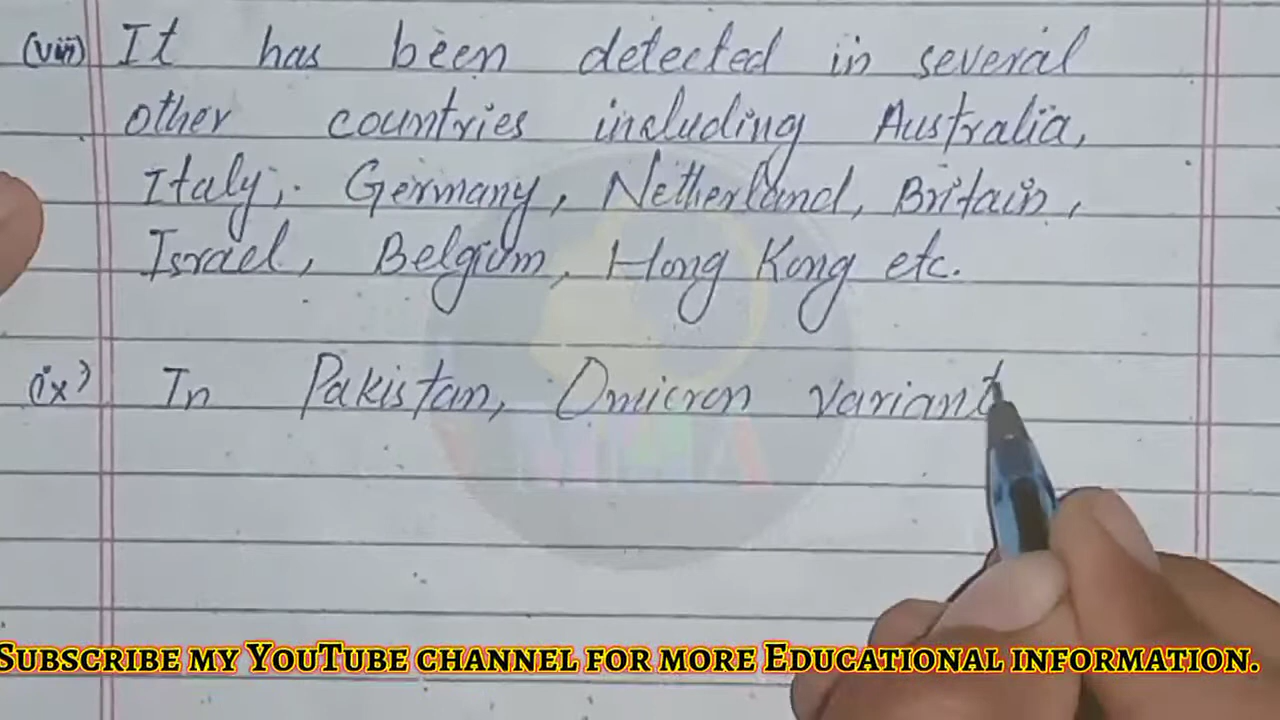 (viii) It has been detected in several
other countries including Australia,
Italy, Germany, Netherland, Britain,
Israel, Belgium, Hong Kong etc.
(ix) In Pakistan, Omicron variant
SUBSCRIBE MY YOUTUBE CHANNEL FOR MORE EDUCATIONAL INFORMATION.